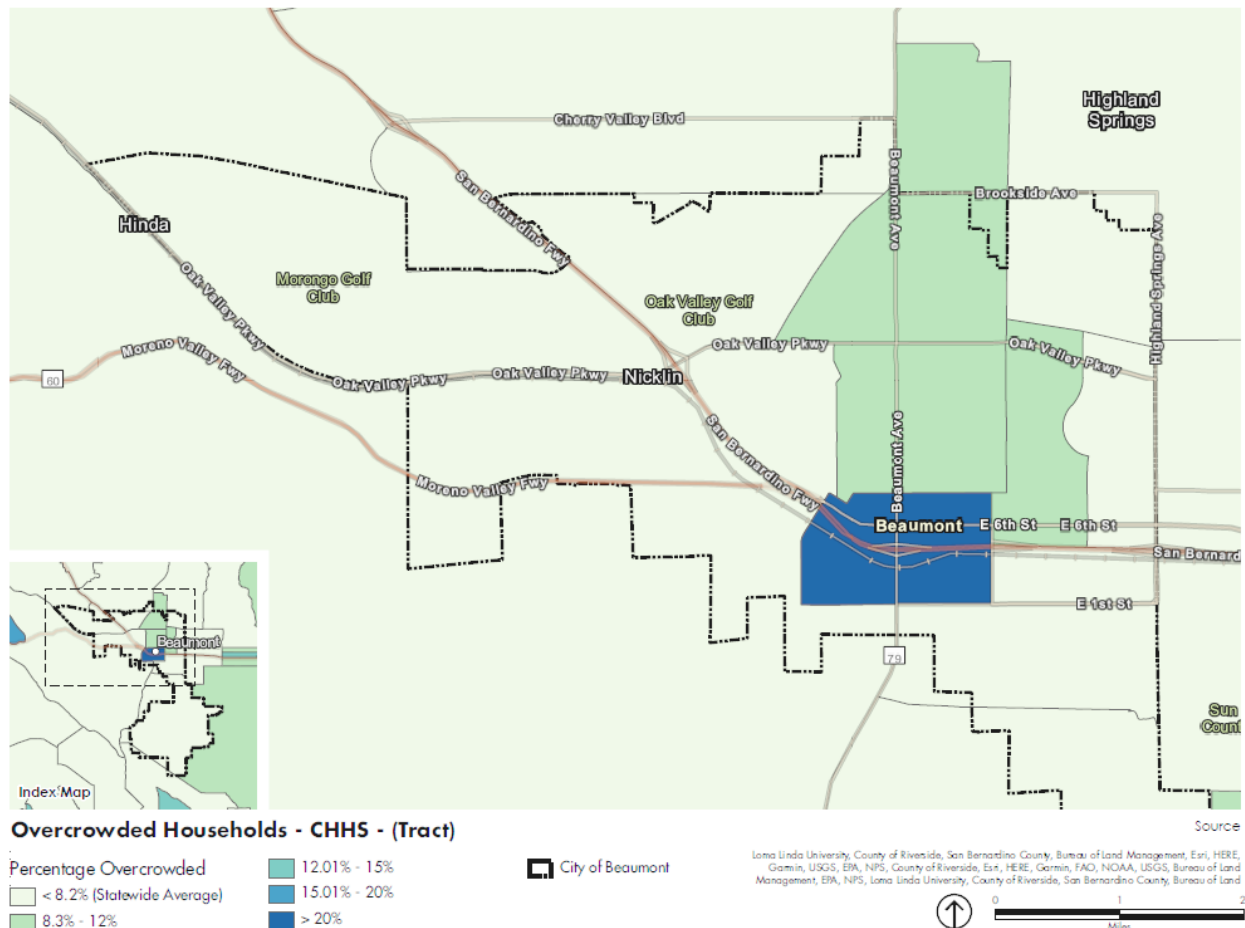 Highland
Springs
Cherry Valley Blvd
Beaumont Ave
San Bernardino Fwy
Brookside Ave
Hinda
Highland Springs Ave
Morongo Golf
Club
Oak Valley Pkwy
Oak Valley Golf
Club
Moreno Valley Fwy
Oak Valley Pkwy
Oak Valley Pkwy
60
Oak Valley Pkwy
Oak Valley Pkwy
Nicklin
Beaumont Ave
San Bernardino Fwy
Moreno Valley Fwy
Beaumont
E 6th St
E 6th St
San Bernard
E 1st St
79
Sun
Count
Beaumont
Index Map
Overcrowded Households - CHHS - (Tract)
Source
Percentage Overcrowded
< 8.2% (Statewide Average)
8.3% - 12%
12.01% - 15%
15.01% - 20%
> 20%
City of Beaumont
Loma Linda University, County of Riverside, San Bernardino County, Bureau of Land Management, Esri, HERE,
Garmin, USGS, EPA, NPS, County of Riverside, Esri, HERE, Garmin, FAO, NOAA, USGS, Bureau of Land
Management, EPA, NPS, Loma Linda University, County of Riverside, San Bernardino County, Bureau of Land
0 1 2
Miles